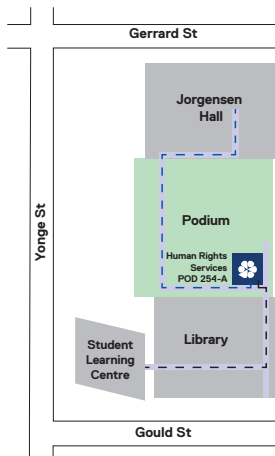 Gerrard St
Jorgensen
Hall
Yonge St
Podium
Human Rights
Services
POD 254-A
Library
Student
Learning
Centre
Gould St